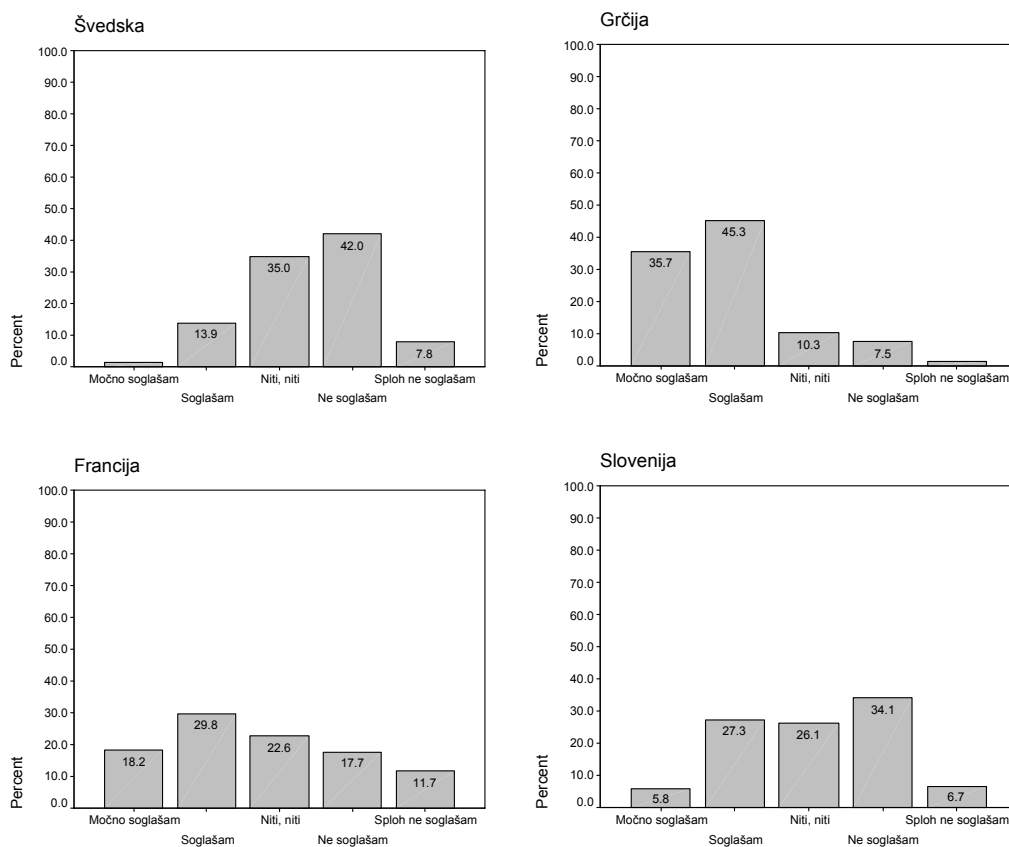 Švedska
100.0
90.0
80.0
70.0
60.0
50.0
40.0
30.0
20.0
10.0
0.0
Percent
13.9
35.0
42.0
7.8
Močno soglašam
Soglašam
Niti, niti
Ne soglašam
Sploh ne soglašam
Grčija
100.0
90.0
80.0
70.0
60.0
50.0
40.0
30.0
20.0
10.0
0.0
Percent
35.7
45.3
10.3
7.5
Močno soglašam
Soglašam
Niti, niti
Ne soglašam
Sploh ne soglašam
Francija
100.0
90.0
80.0
70.0
60.0
50.0
40.0
30.0
20.0
10.0
0.0
Percent
18.2
29.8
22.6
17.7
11.7
Močno soglašam
Soglašam
Niti, niti
Ne soglašam
Sploh ne soglašam
Slovenija
100.0
90.0
80.0
70.0
60.0
50.0
40.0
30.0
20.0
10.0
0.0
Percent
5.8
27.3
26.1
34.1
6.7
Močno soglašam
Soglašam
Niti, niti
Ne soglašam
Sploh ne soglašam